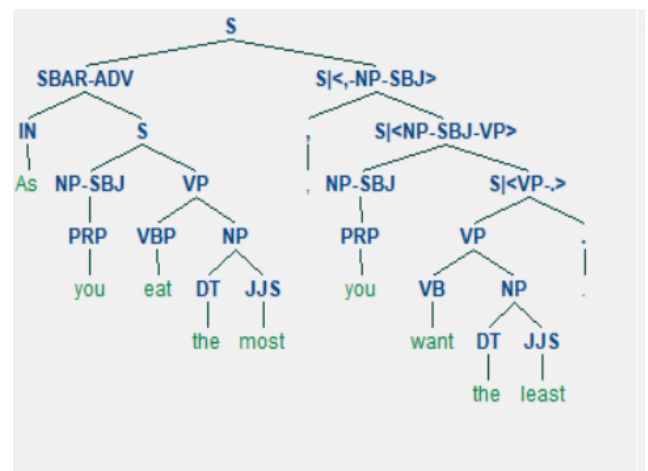 S
SBAR-ADV S|<,-NP-SBJ>
IN S , S|<NP-SBJ-VP>
As NP-SBJ VP , NP-SBJ S|<VP-.>
PRP VBP NP PRP VP .
you eat DT JJS you VB NP .
the most want DT JJS
the least